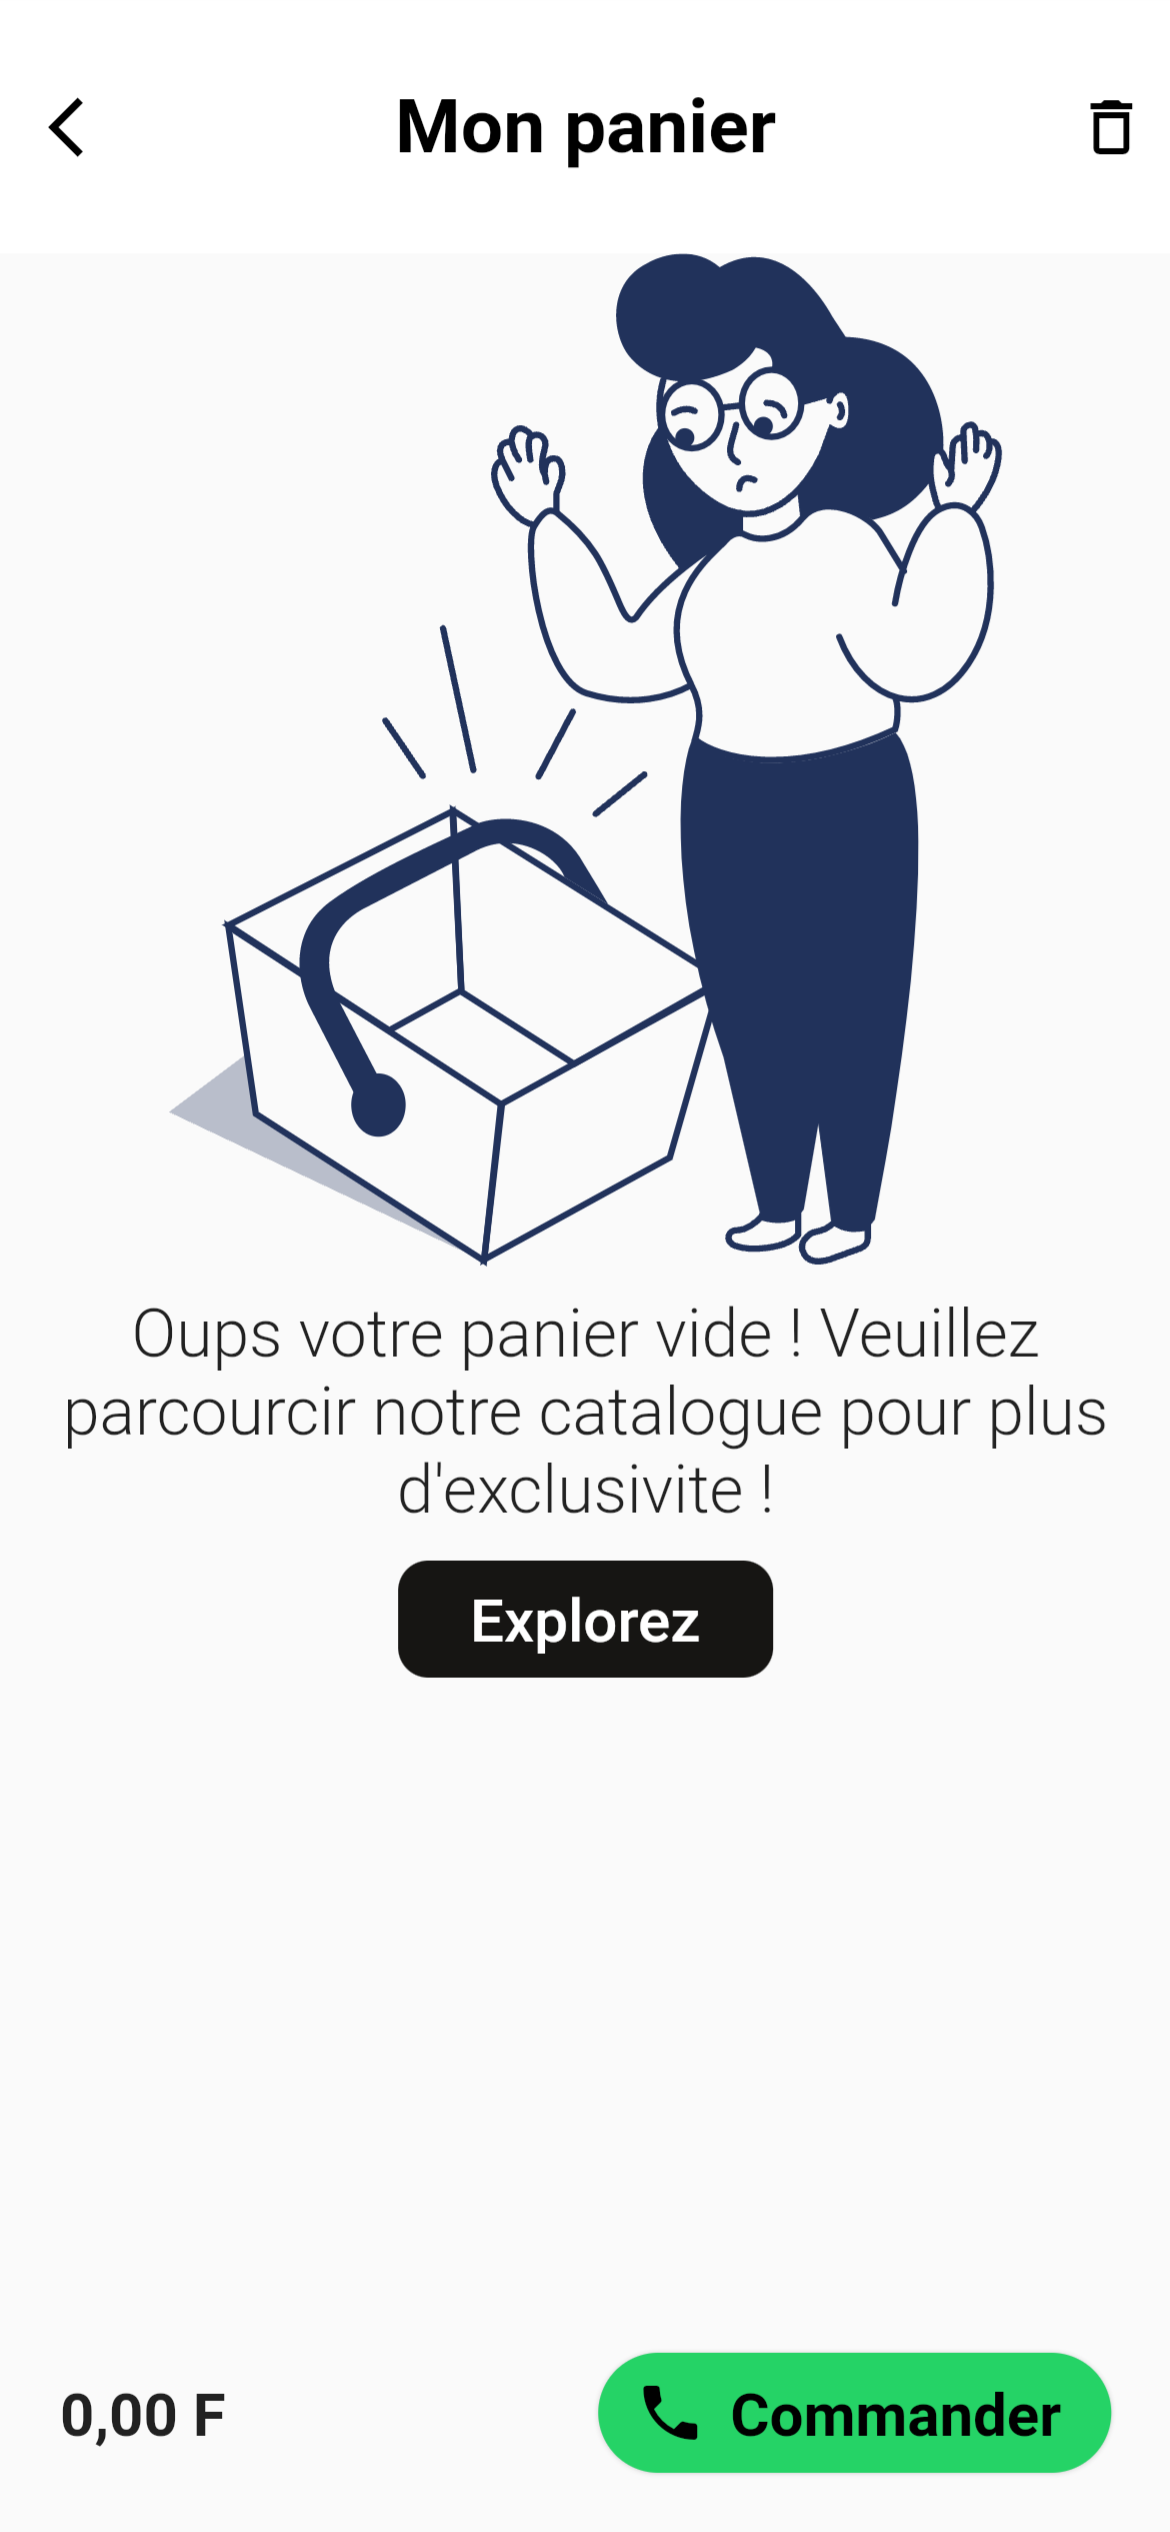 Mon panier
Oups votre panier vide ! Veuillez
parcourcir notre catalogue pour plus
d'exclusivite !
Explorez
0,00 F
Commander